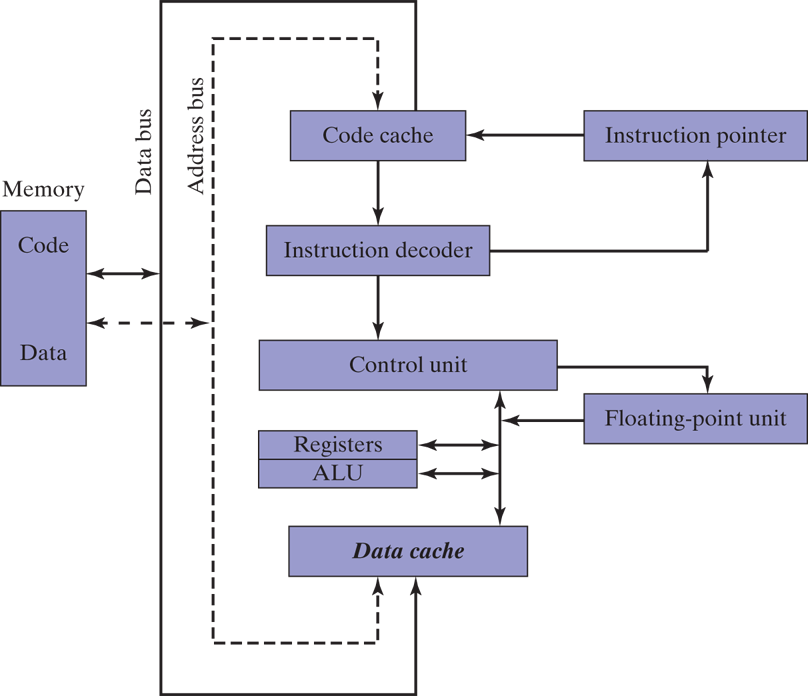 Data bus
Address bus
Code cache
Instruction pointer
Memory
Code
Data
Instruction decoder
Control unit
Floating-point unit
Registers
ALU
Data cache